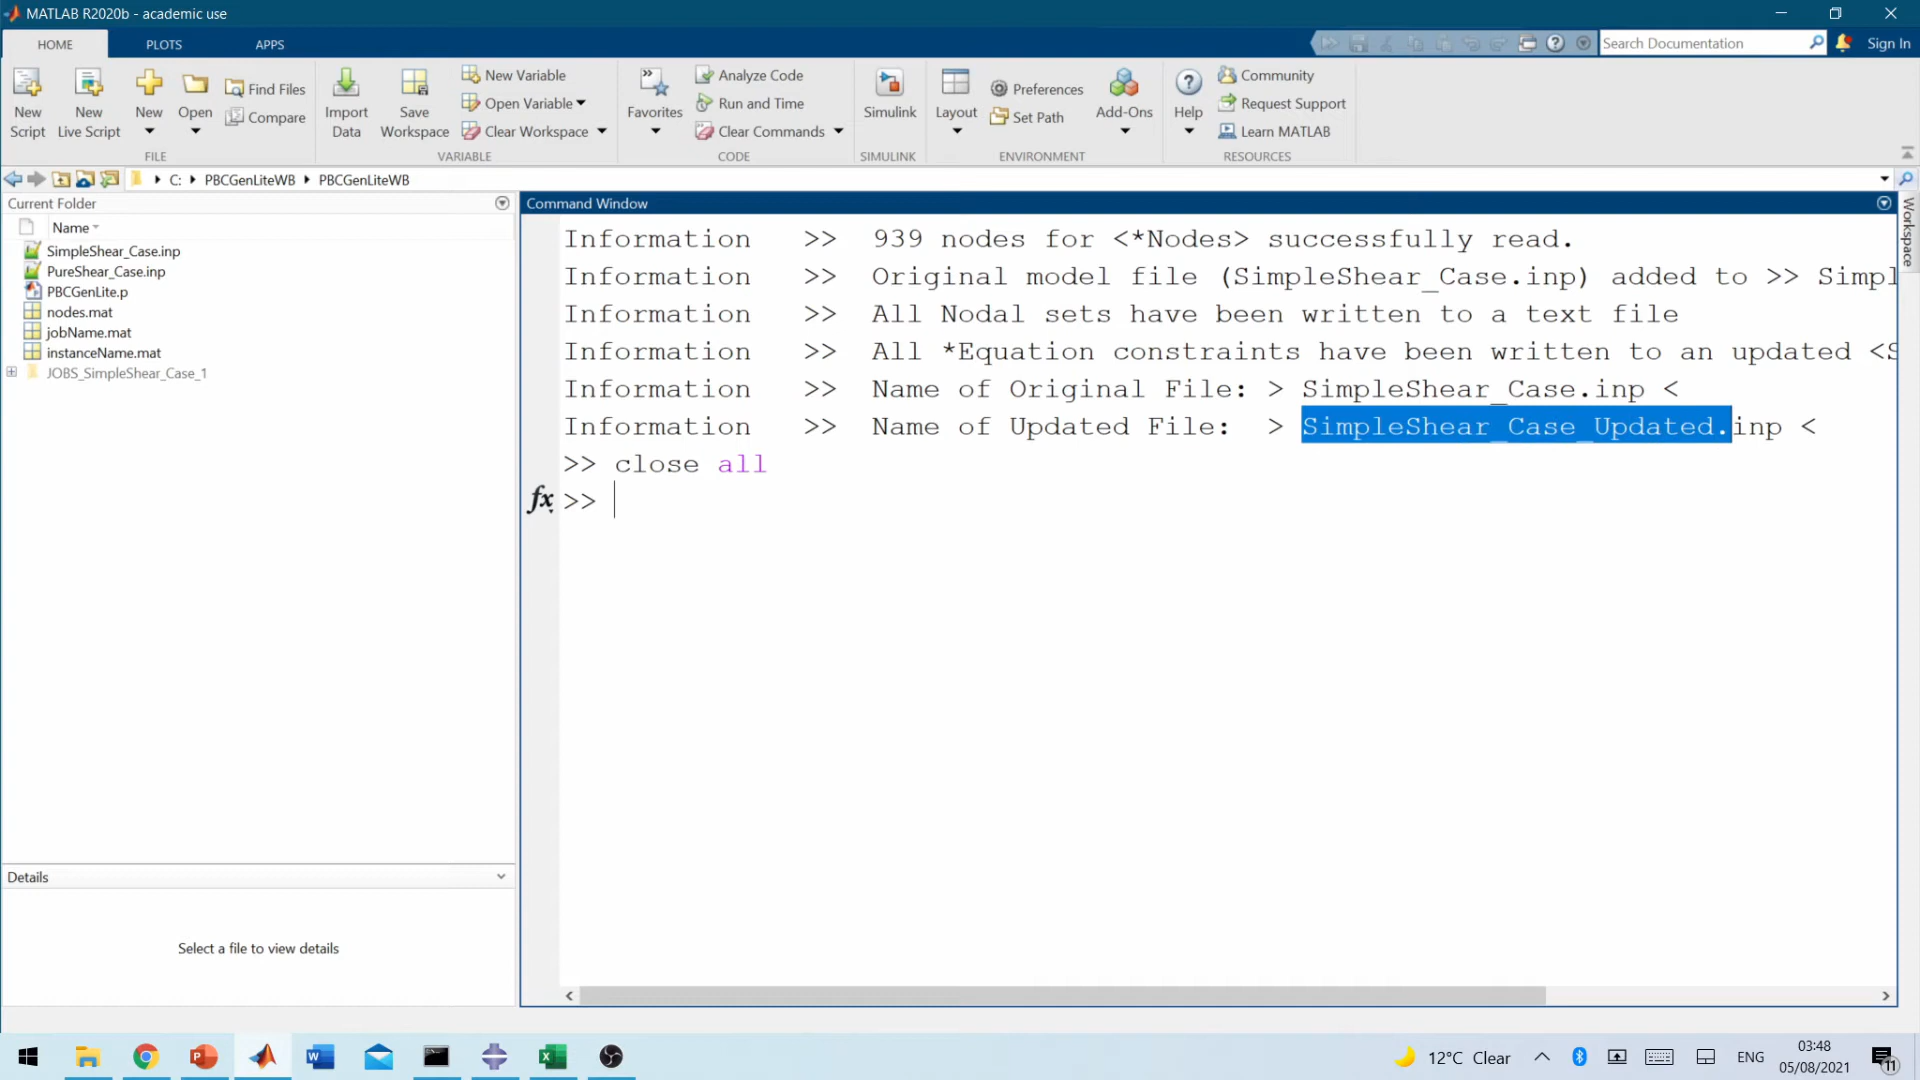 MATLAB R2020b - academic use
HOME PLOTS APPS
Search Documentation
Sign In
New Script
New Live Script
New
Open
Find Files
Compare
FILE
Import Data
Save Workspace
New Variable
Open Variable
Clear Workspace
VARIABLE
Favorites
Analyze Code
Run and Time
Clear Commands
CODE
Simulink
SIMULINK
Layout
Preferences
Set Path
Add-Ons
ENVIRONMENT
Help
Community
Request Support
Learn MATLAB
RESOURCES
C: PBCGenLiteWB PBCGenLiteWB
Current Folder
Name
SimpleShear_Case.inp
PureShear_Case.inp
PBCGenLite.p
nodes.mat
jobName.mat
instanceName.mat
JOBS_SimpleShear_Case_1
Details
Select a file to view details
Command Window
Information >> 939 nodes for <*Nodes> successfully read.
Information >> Original model file (SimpleShear_Case.inp) added to >> Simpl
Information >> All Nodal sets have been written to a text file
Information >> All *Equation constraints have been written to an updated <S
Information >> Name of Original File: > SimpleShear_Case.inp <
Information >> Name of Updated File: > SimpleShear_Case_Updated.inp <
>> close all
fx >>
Workspace
12°C Clear
ENG
03:48
05/08/2021
11